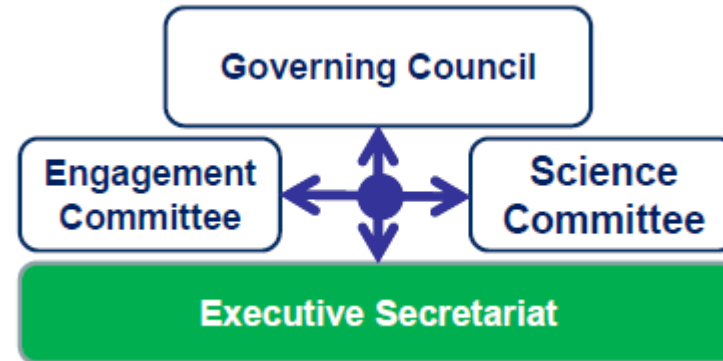 Governing Council
Engagement
Committee
Science
Committee
Executive Secretariat